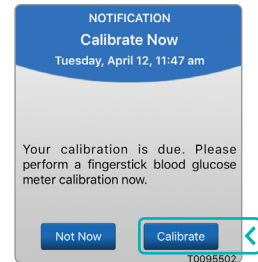 NOTIFICATION
Calibrate Now
Tuesday, April 12, 11:47 am
Your calibration is due. Please
perform a fingerstick blood glucose
meter calibration now.
Not Now
Calibrate
T0095502